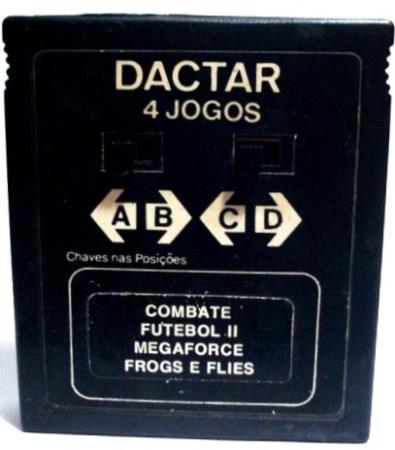 DACTAR
4 JOGOS
A B C D
Chaves nas Posições
COMBATE
FUTEBOL II
MEGAFORCE
FROGS E FLIES